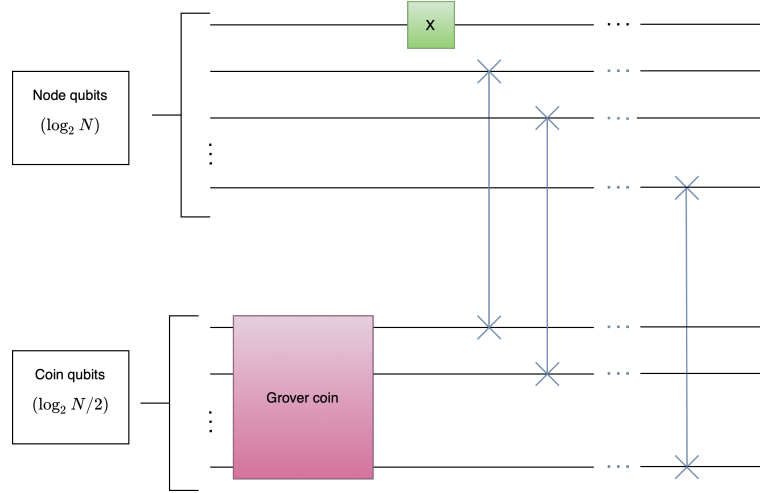 X
Node qubits
(log₂ N)
Coin qubits
(log₂ N/2)
Grover coin